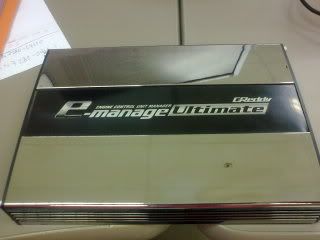 GReddy
ENGINE CONTROL UNIT MANAGER
e-manage Ultimate